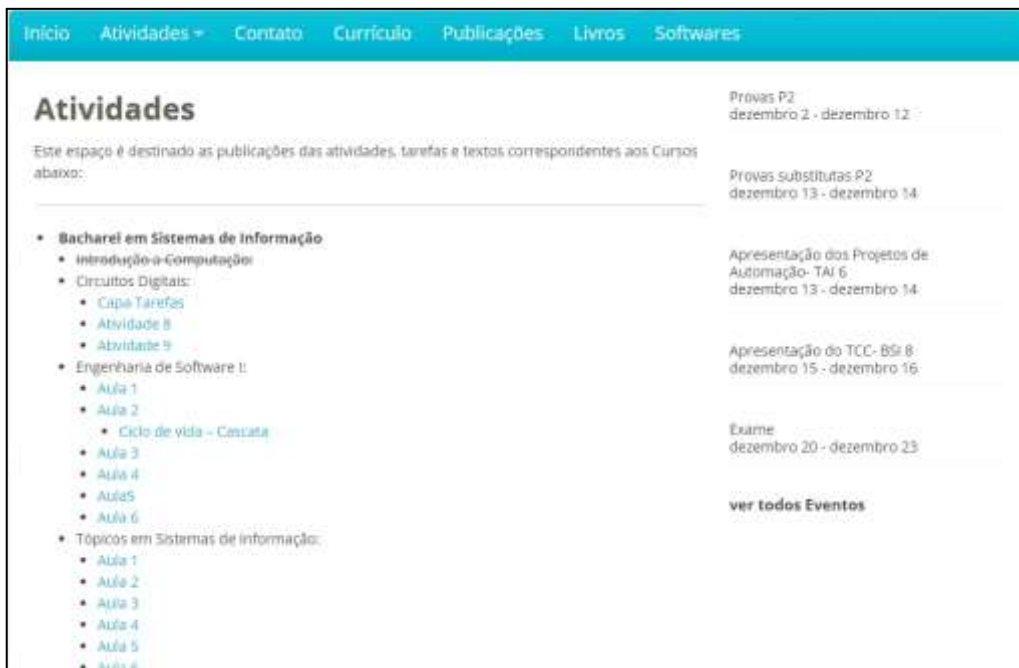 Início Atividades Contato Currículo Publicações Livros Softwares
Atividades
Este espaço é destinado as publicações das atividades, tarefas e textos correspondentes aos Cursos
abaixo:
Bacharel em Sistemas de Informação
Introdução a Computação:
Circuitos Digitais:
Capa Tarefas
Atividade 8
Atividade 9
Engenharia de Software I:
Aula 1
Aula 2
Ciclo de vida – Cascata
Aula 3
Aula 4
Aula5
Aula 6
Tópicos em Sistemas de Informação:
Aula 1
Aula 2
Aula 3
Aula 4
Aula 5
Aula 6
Provas P2
dezembro 2 - dezembro 12
Provas substitutas P2
dezembro 13 - dezembro 14
Apresentação dos Projetos de
Automação- TAI 6
dezembro 13 - dezembro 14
Apresentação do TCC- BSI 8
dezembro 15 - dezembro 16
Exame
dezembro 20 - dezembro 23
ver todos Eventos